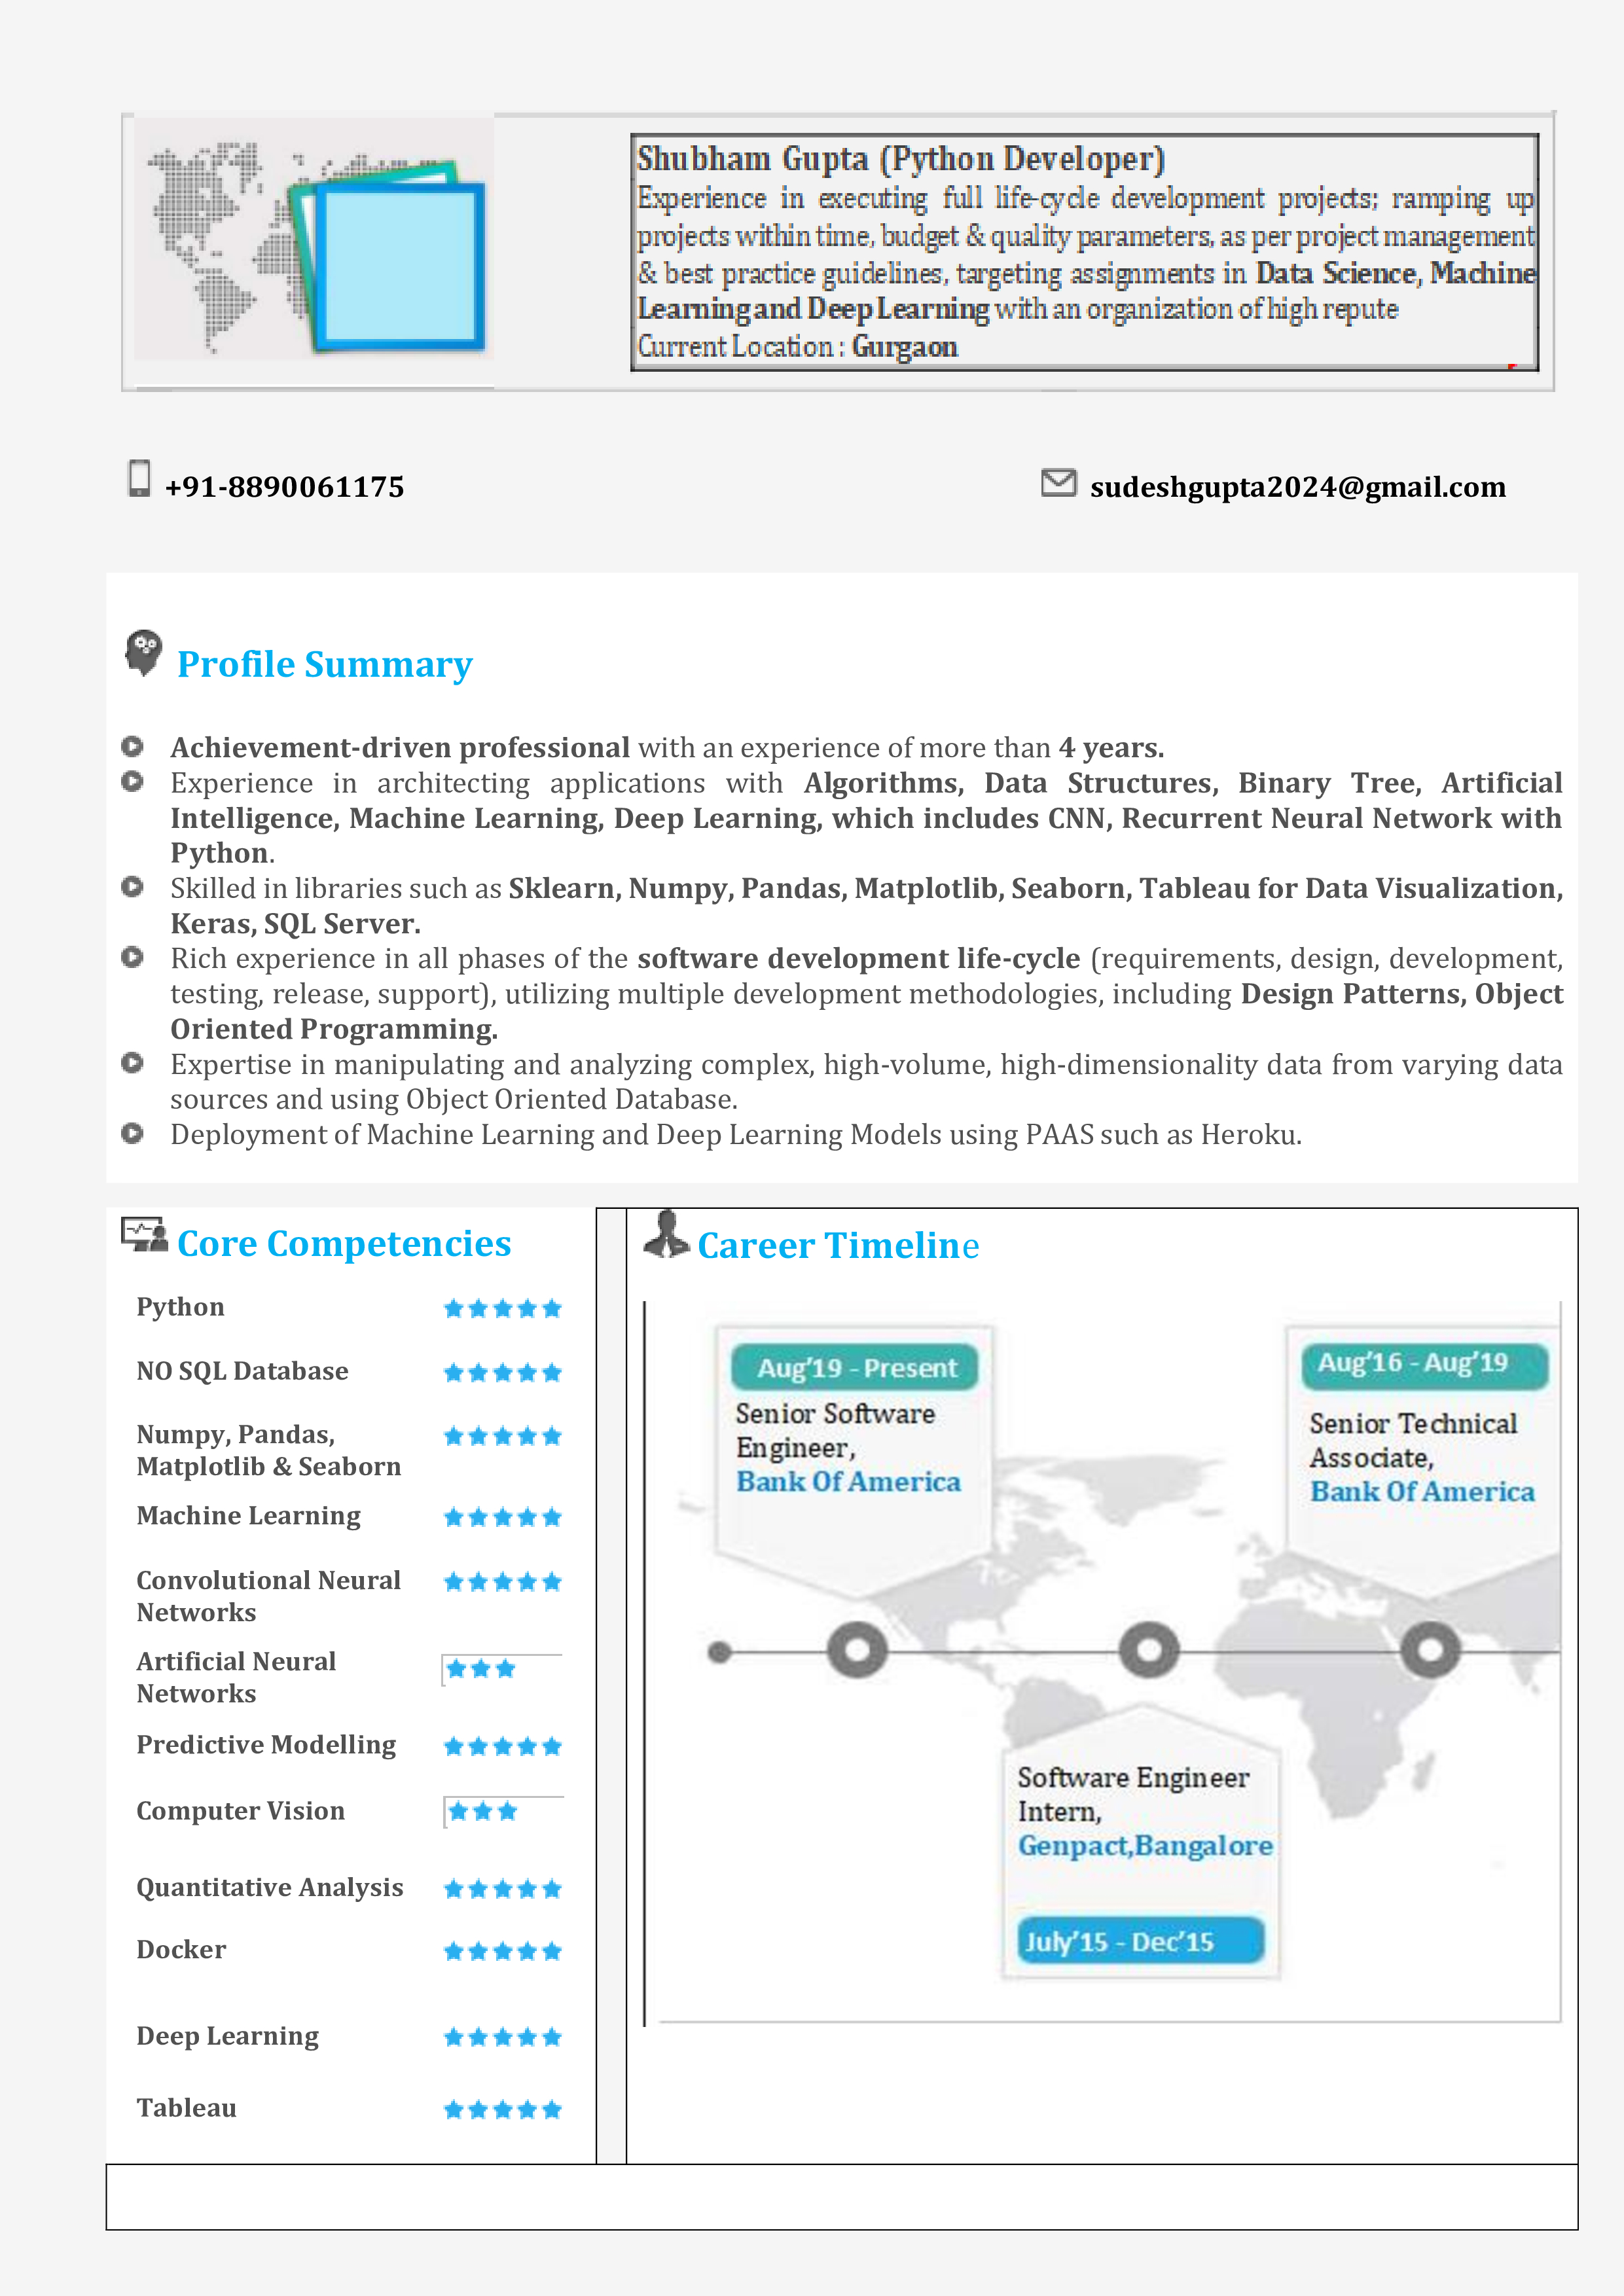 Shubham Gupta (Python Developer)
Experience in executing full life-cycle development projects; ramping up
projects within time, budget & quality parameters, as per project management
& best practice guidelines, targeting assignments in Data Science, Machine
Learning and Deep Learning with an organization of high repute
Current Location : Gurgaon
+91-8890061175
sudeshgupta2024@gmail.com
Profile Summary
Achievement-driven professional with an experience of more than 4 years.
Experience in architecting applications with Algorithms, Data Structures, Binary Tree, Artificial
Intelligence, Machine Learning, Deep Learning, which includes CNN, Recurrent Neural Network with
Python.
Skilled in libraries such as Sklearn, Numpy, Pandas, Matplotlib, Seaborn, Tableau for Data Visualization,
Keras, SQL Server.
Rich experience in all phases of the software development life-cycle (requirements, design, development,
testing, release, support), utilizing multiple development methodologies, including Design Patterns, Object
Oriented Programming.
Expertise in manipulating and analyzing complex, high-volume, high-dimensionality data from varying data
sources and using Object Oriented Database.
Deployment of Machine Learning and Deep Learning Models using PAAS such as Heroku.
Core Competencies
Python
NO SQL Database
Numpy, Pandas,
Matplotlib & Seaborn
Machine Learning
Convolutional Neural
Networks
Artificial Neural
Networks
Predictive Modelling
Computer Vision
Quantitative Analysis
Docker
Deep Learning
Tableau
Career Timeline
Aug'19 - Present
Senior Software
Engineer,
Bank Of America
Aug'16 - Aug'19
Senior Technical
Associate,
Bank Of America
Software Engineer
Intern,
Genpact,Bangalore
July'15 - Dec'15